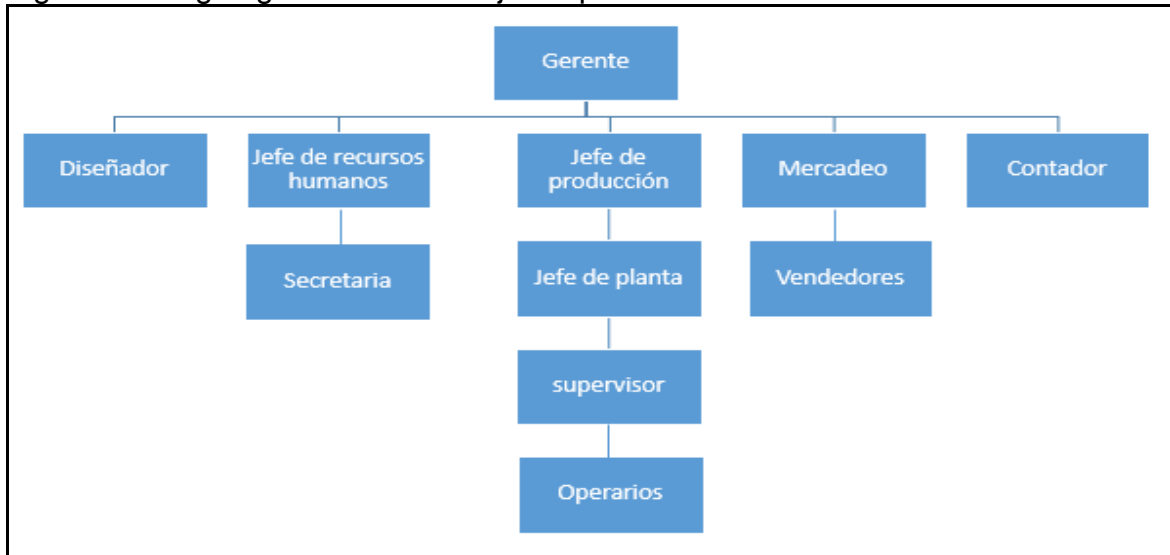 Gerente
Diseñador
Jefe de recursos
humanos
Jefe de
producción
Mercadeo
Contador
Secretaria
Jefe de planta
Vendedores
supervisor
Operarios